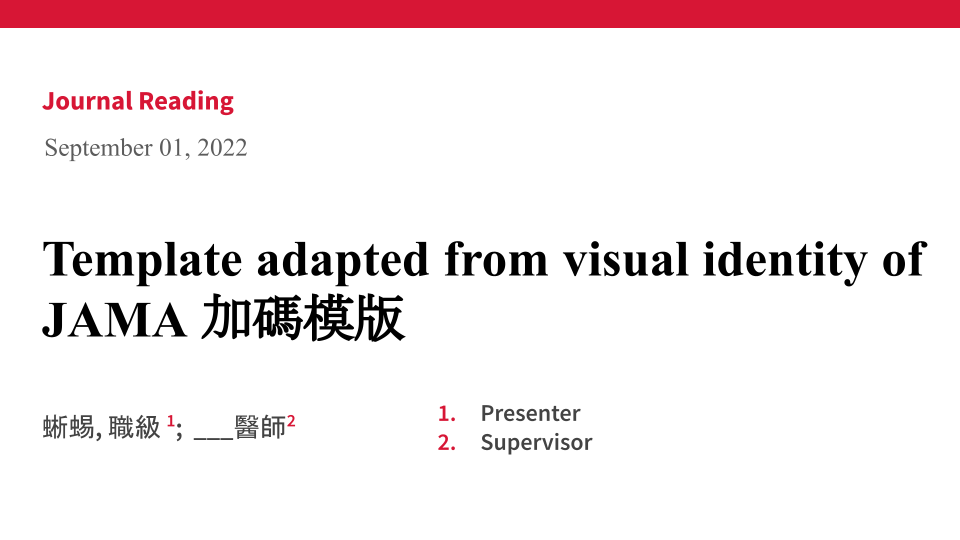 Journal Reading
September 01, 2022
Template adapted from visual identity of
JAMA 加碼模版
蜥蜴, 職級 1; ___醫師2
1. Presenter
2. Supervisor